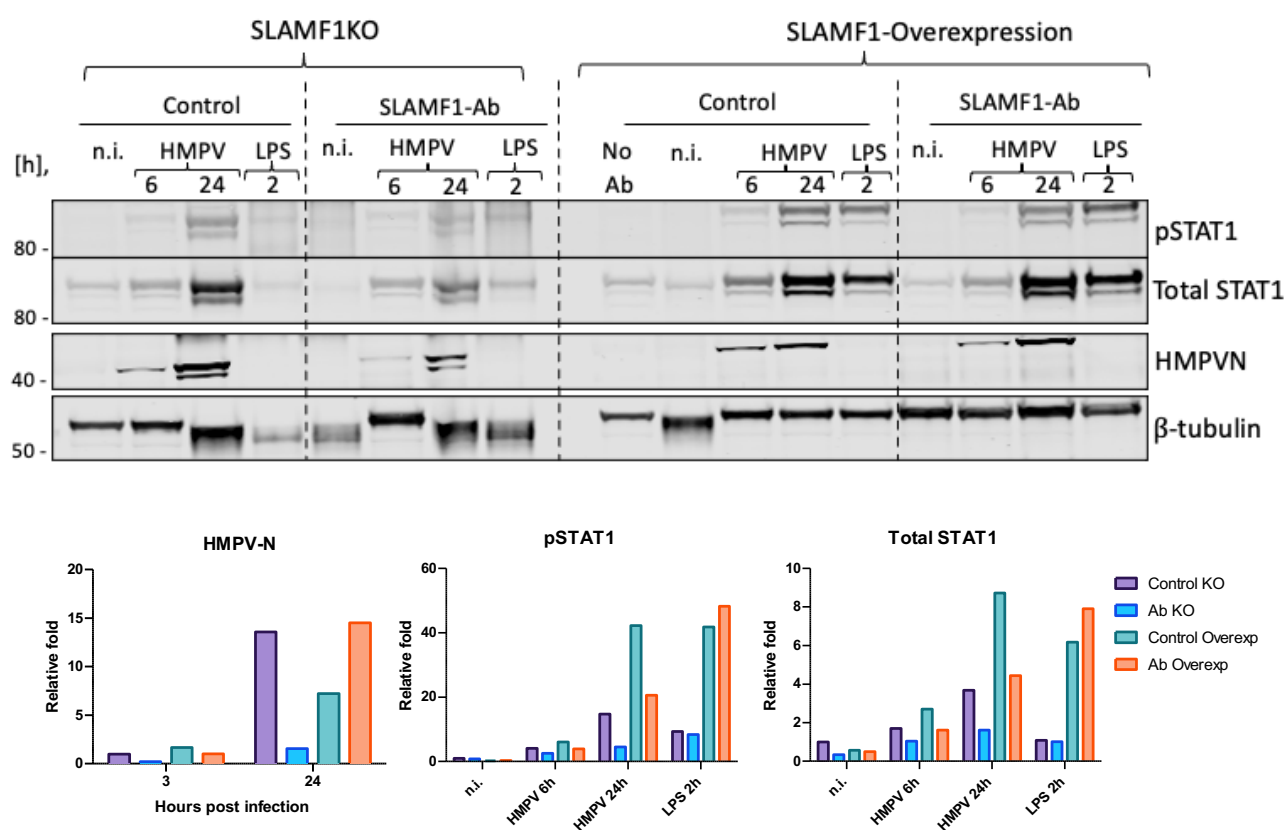 SLAMF1KO SLAMF1-Overexpression
Control SLAMF1-Ab Control SLAMF1-Ab
n.i. HMPV LPS n.i. HMPV LPS No n.i. HMPV LPS n.i. HMPV LPS
[h], 6 24 2 6 24 2 Ab 6 24 2 6 24 2
pSTAT1
80 -
Total STAT1
80 -
HMPVN
40 -
β-tubulin
50 -
HMPV-N
Relative fold
20
15
10
5
0
3 24
Hours post infection
pSTAT1
Relative fold
60
40
20
0
n.i. HMPV 6h HMPV 24h LPS 2h
Total STAT1
Relative fold
10
8
6
4
2
0
n.i. HMPV 6h HMPV 24h LPS 2h
Control KO
Ab KO
Control Overexp
Ab Overexp